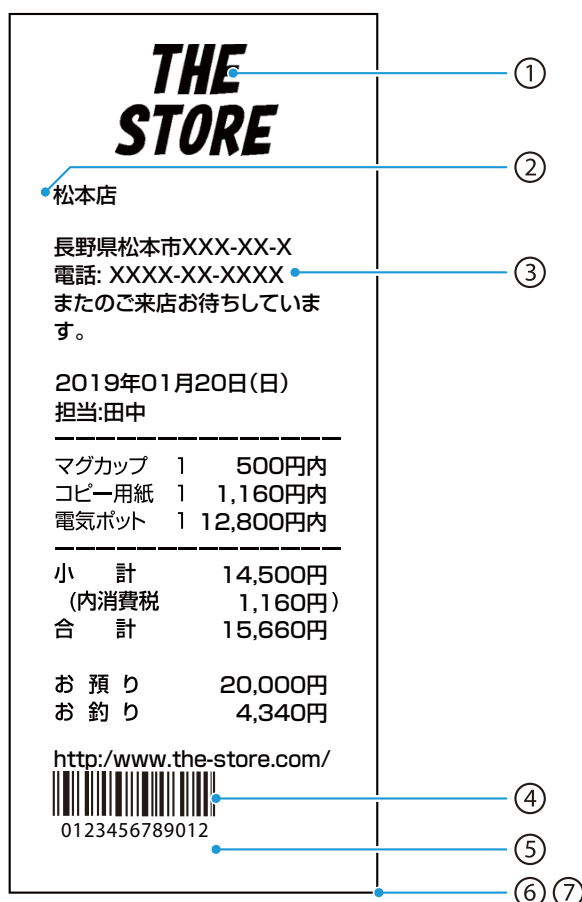 THE
STORE
①
②
松本店
長野県松本市XXX-XX-X
電話: XXXX-XX-XXXX
③
またのご来店お待ちしていま
す。
2019年01月20日(日)
担当:田中
マグカップ 1 500円内
コピー用紙 1 1,160円内
電気ポット 1 12,800円内
小 計 14,500円
(内消費税 1,160円)
合 計 15,660円
お 預 り 20,000円
お 釣 り 4,340円
http:/www.the-store.com/
④
0123456789012
⑤
⑥⑦